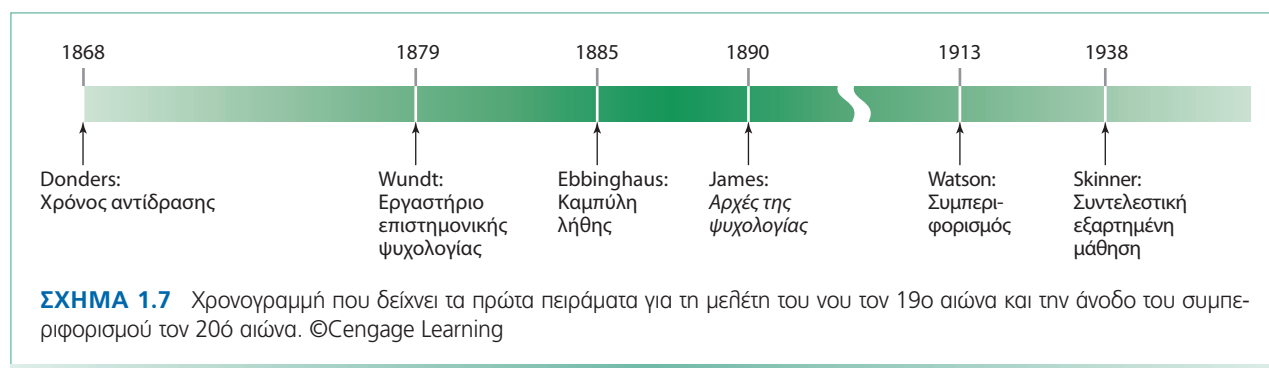 1868 1879 1885 1890 1913 1938
Donders:
Χρόνος αντίδρασης
Wundt:
Εργαστήριο
επιστημονικής
ψυχολογίας
Ebbinghaus:
Καμπύλη
λήθης
James:
Αρχές της
ψυχολογίας
Watson:
Συμπερι-
φορισμός
Skinner:
Συντελεστική
εξαρτημένη
μάθηση
ΣΧΗΜΑ 1.7 Χρονογραμμή που δείχνει τα πρώτα πειράματα για τη μελέτη του νου τον 19ο αιώνα και την άνοδο του συμπε-
ριφορισμού τον 20ό αιώνα. ©Cengage Learning